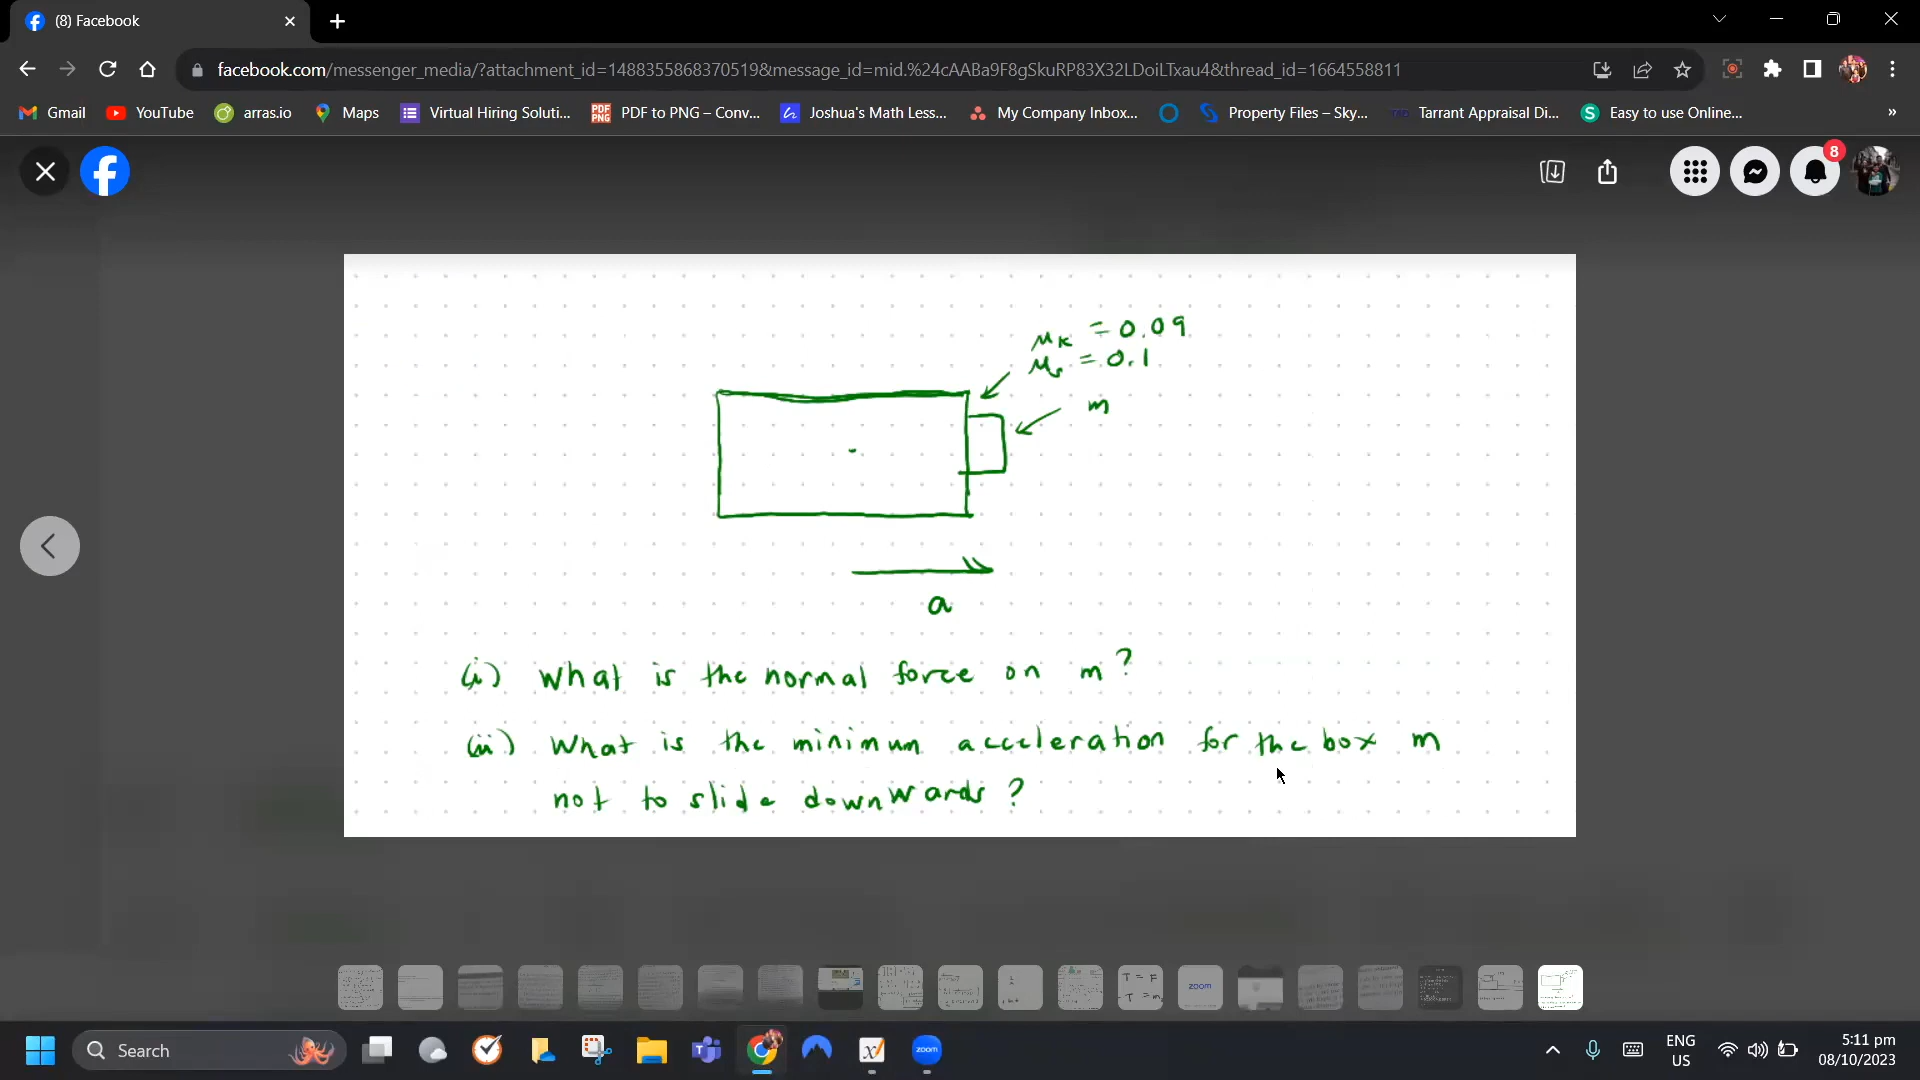 (8) Facebook
facebook.com/messenger_media/?attachment_id=1488355868370519&message_id=mid.%24cAABa9F8gSkuRP83X32LDoiLTxau4&thread_id=1664558811
Gmail YouTube arras.io Maps Virtual Hiring Soluti... PDF to PNG – Conv... Joshua's Math Less... My Company Inbox... Property Files – Sky... Tarrant Appraisal Di... Easy to use Online... »
8
μk = 0.09
μs = 0.1
m
a
(i) What is the normal force on m?
(ii) What is the minimum acceleration for the box m
not to slide downwards?
zoom
Search
zoom
ENG
US
5:11 pm
08/10/2023